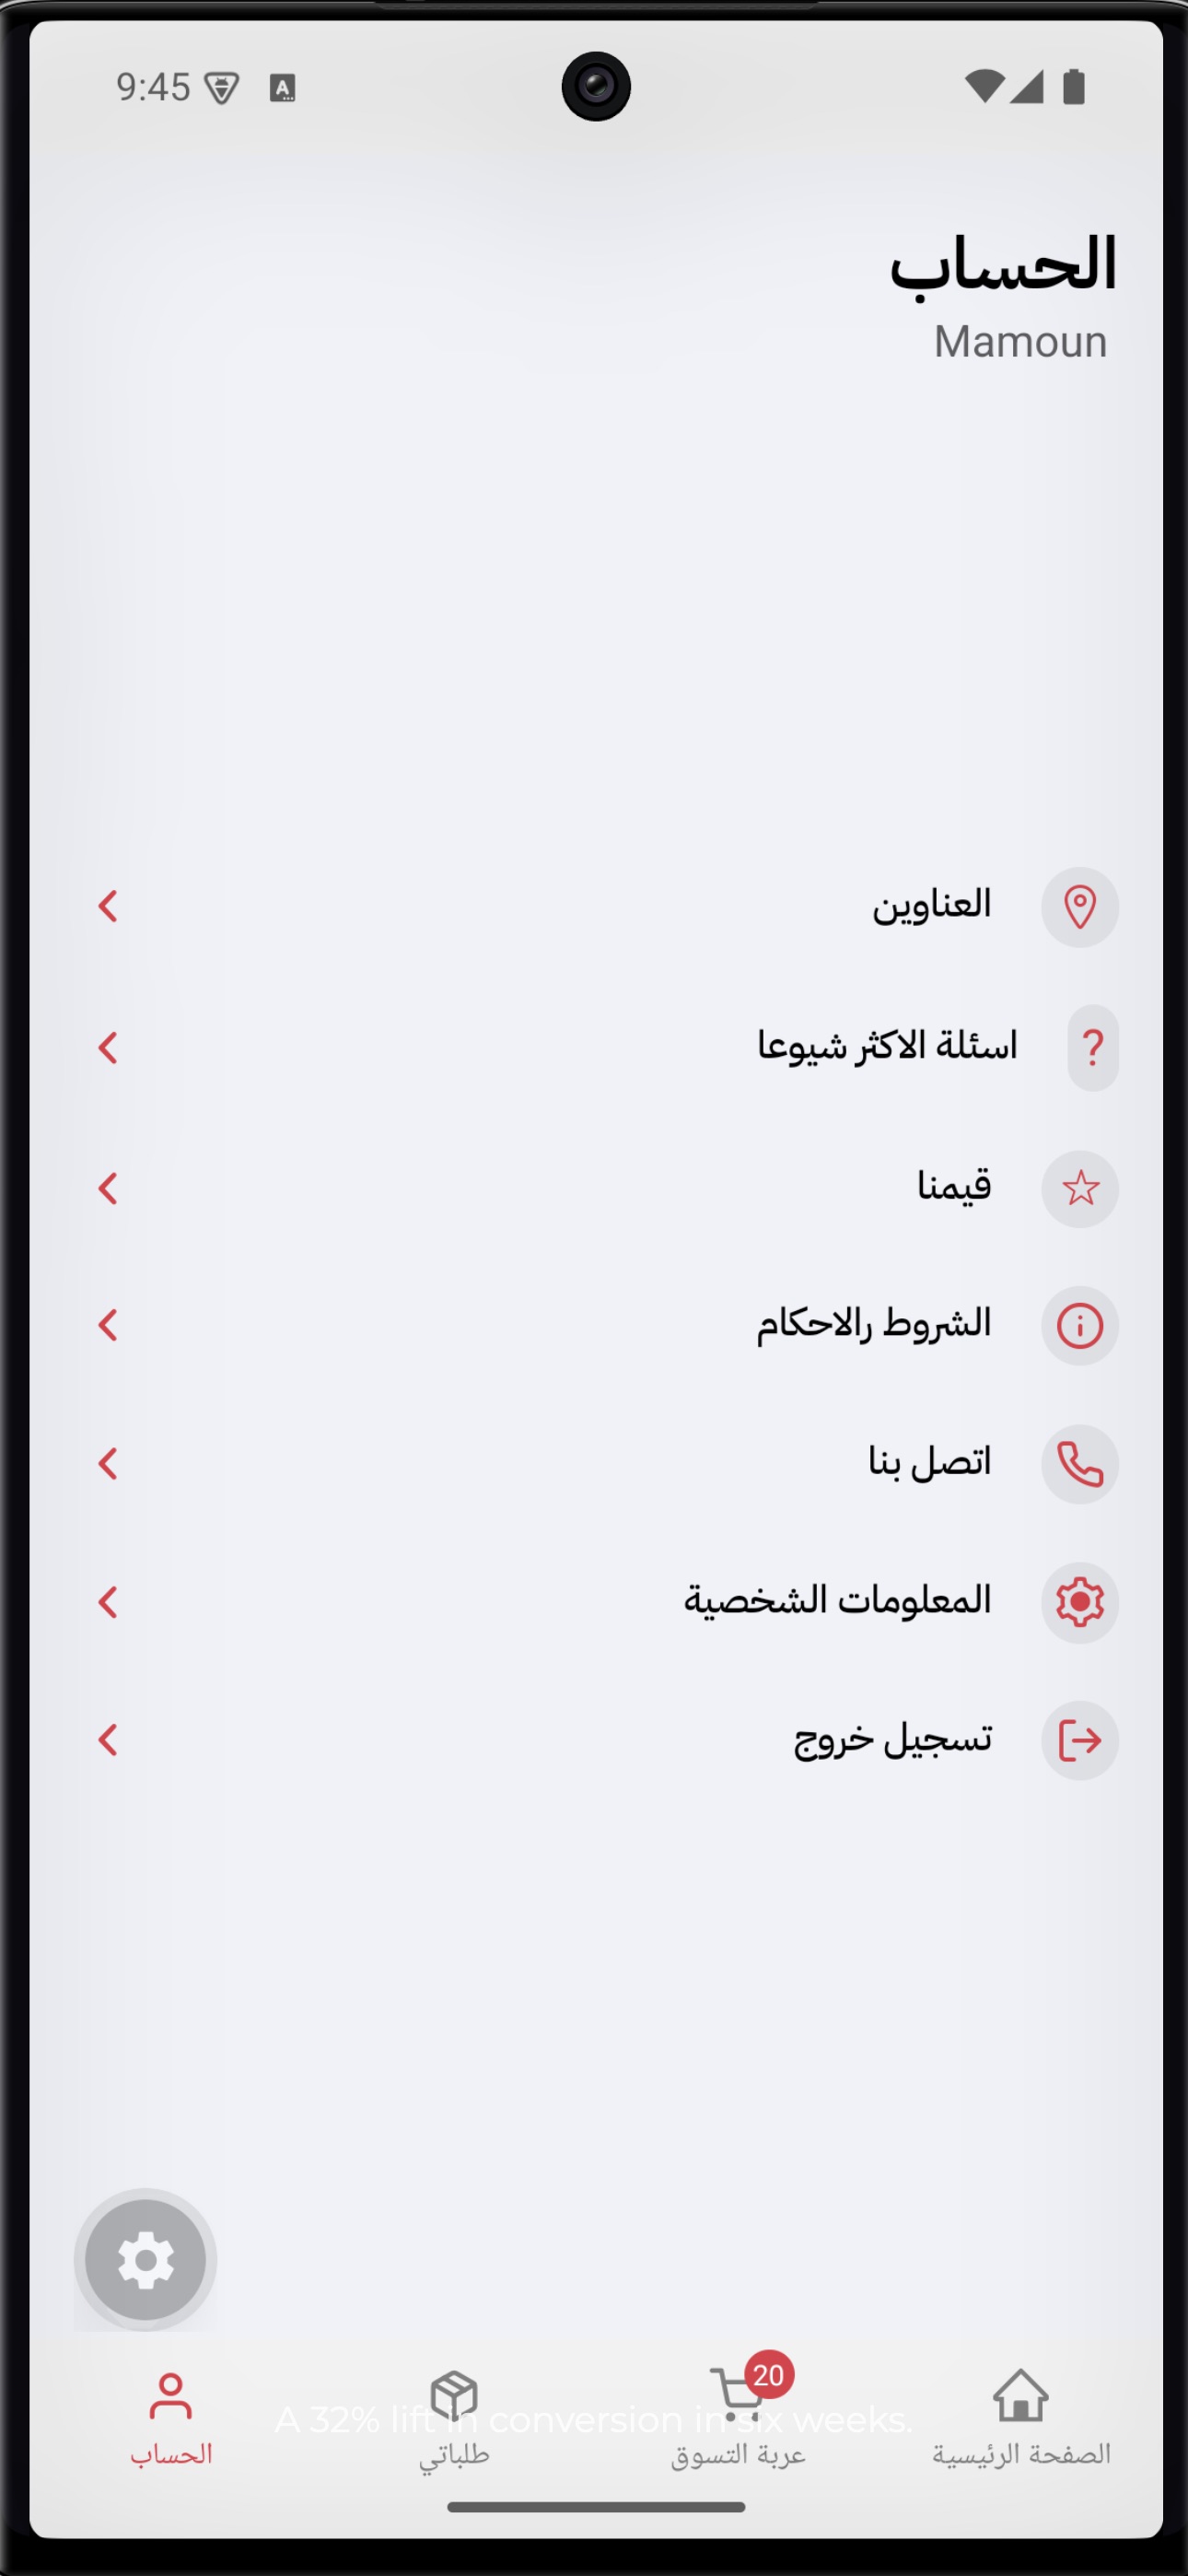 9:45
الحساب
Mamoun
العناوين
اسئلة الاكثر شيوعا
قيمنا
الشروط رالاحكام
اتصل بنا
المعلومات الشخصية
تسجيل خروج
20
A 32% lift in conversion in six weeks.
الصفحة الرئيسية
عربة التسوق
طلباتي
الحساب